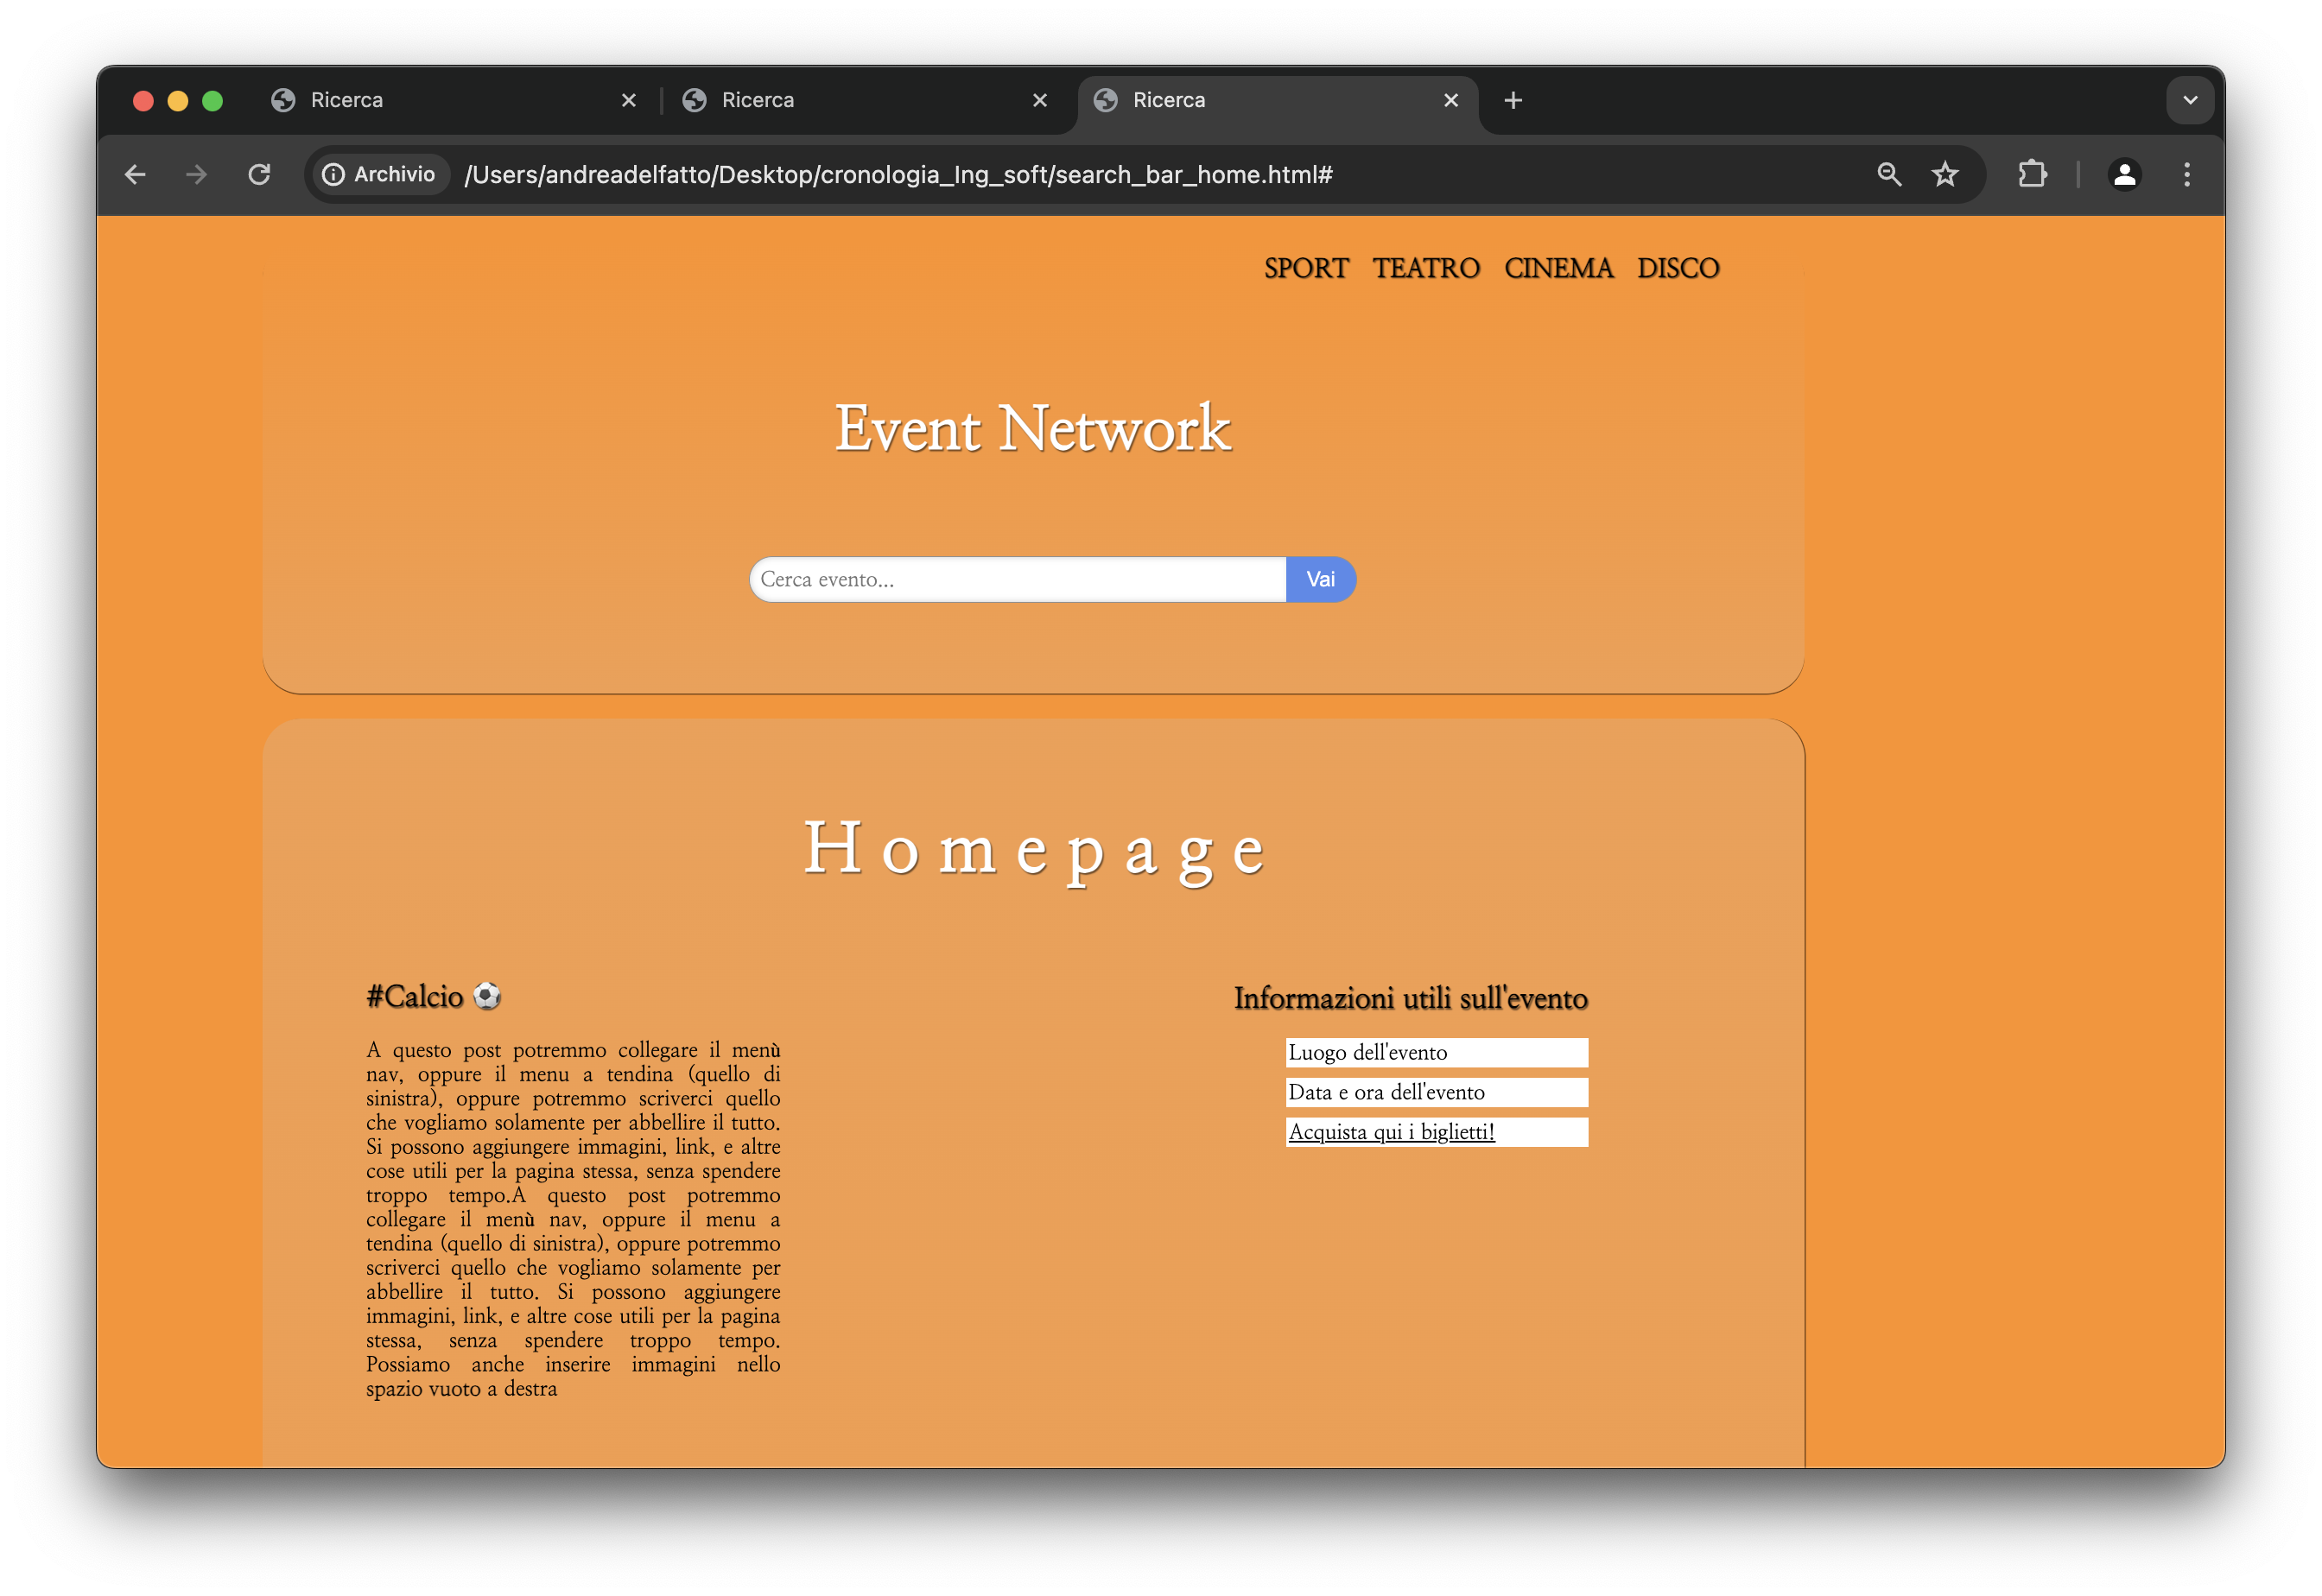 Ricerca
Ricerca
Ricerca
Archivio /Users/andreadelfatto/Desktop/cronologia_Ing_soft/search_bar_home.html#
SPORT TEATRO CINEMA DISCO
Event Network
Cerca evento... Vai
Homepage
#Calcio ⚽
A questo post potremmo collegare il menù
nav, oppure il menu a tendina (quello di
sinistra), oppure potremmo scriverci quello
che vogliamo solamente per abbellire il tutto.
Si possono aggiungere immagini, link, e altre
cose utili per la pagina stessa, senza spendere
troppo tempo.A questo post potremmo
collegare il menù nav, oppure il menu a
tendina (quello di sinistra), oppure potremmo
scriverci quello che vogliamo solamente per
abbellire il tutto. Si possono aggiungere
immagini, link, e altre cose utili per la pagina
stessa, senza spendere troppo tempo.
Possiamo anche inserire immagini nello
spazio vuoto a destra
Informazioni utili sull'evento
Luogo dell'evento
Data e ora dell'evento
Acquista qui i biglietti!